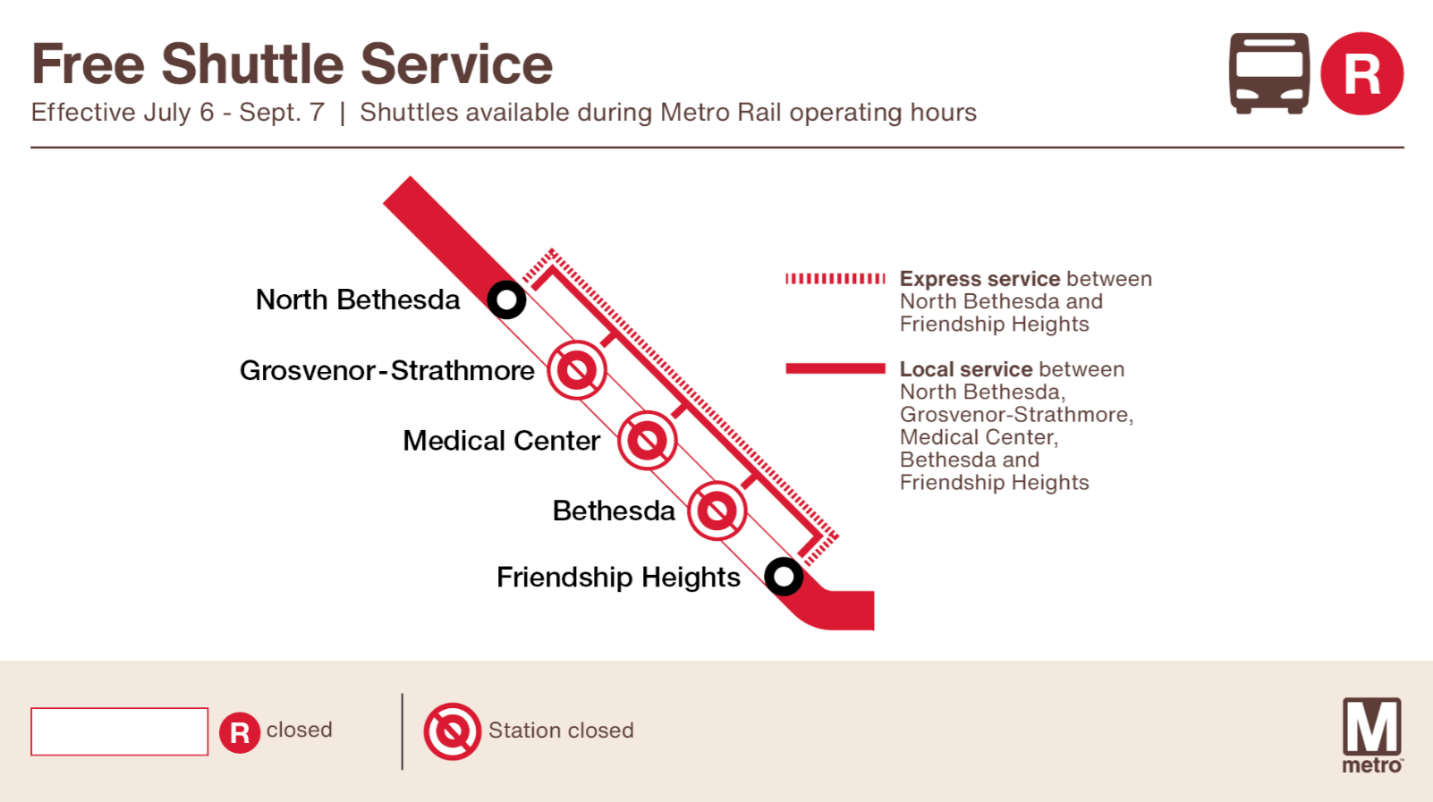 Free Shuttle Service
R
Effective July 6 - Sept. 7 | Shuttles available during Metro Rail operating hours
North Bethesda
Grosvenor-Strathmore
Medical Center
Bethesda
Friendship Heights
Express service between
North Bethesda and
Friendship Heights
Local service between
North Bethesda,
Grosvenor-Strathmore,
Medical Center,
Bethesda and
Friendship Heights
R closed
Station closed
M
metro™